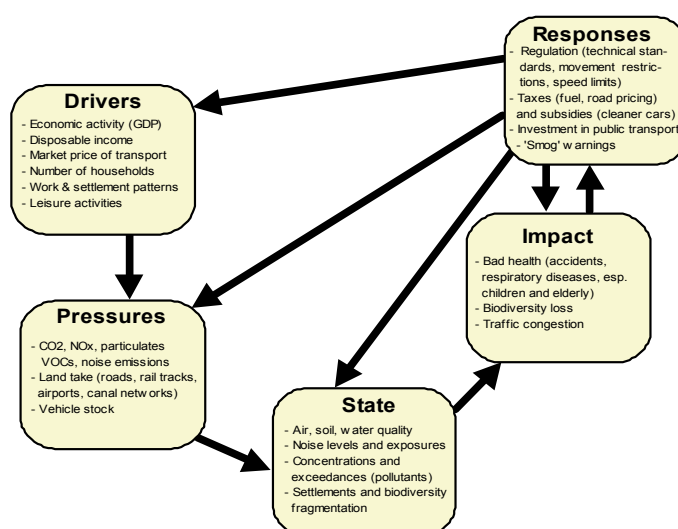 Responses
- Regulation (technical stan-
dards, movement restric-
tions, speed limits)
- Taxes (fuel, road pricing)
and subsidies (cleaner cars)
- Investment in public transport
- 'Smog' warnings
Drivers
- Economic activity (GDP)
- Disposable income
- Market price of transport
- Number of households
- Work & settlement patterns
- Leisure activities
Impact
- Bad health (accidents,
respiratory diseases, esp.
children and elderly)
- Biodiversity loss
- Traffic congestion
Pressures
- CO2, NOx, particulates
VOCs, noise emissions
- Land take (roads, rail tracks,
airports, canal networks)
- Vehicle stock
State
- Air, soil, water quality
- Noise levels and exposures
- Concentrations and
exceedances (pollutants)
- Settlements and biodiversity
fragmentation